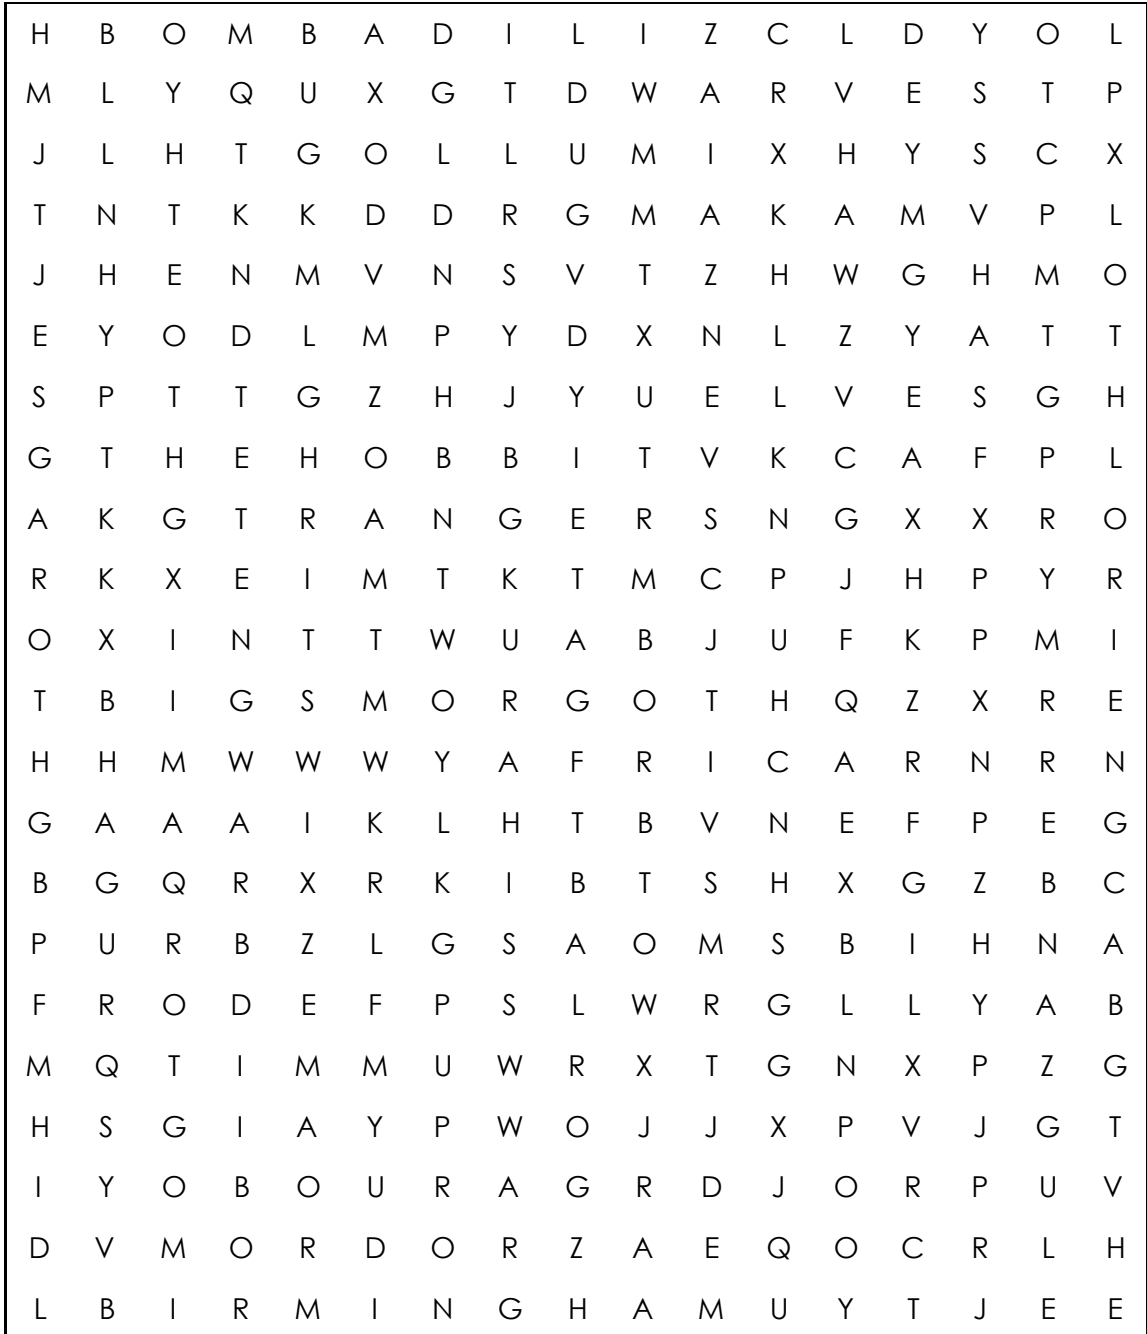 H B O M B A D I L I Z C L D Y O L
M L Y Q U X G T D W A R V E S T P
J L H T G O L L U M I X H Y S C X
T N T K K D D R G M A K A M V P L
J H E N M V N S V T Z H W G H M O
E Y O D L M P Y D X N L Z Y A T T
S P T T G Z H J Y U E L V E S G H
G T H E H O B B I T V K C A F P L
A K G T R A N G E R S N G X X R O
R K X E I M T K T M C P J H P Y R
O X I N T T W U A B J U F K P M I
T B I G S M O R G O T H Q Z X R E
H H M W W W Y A F R I C A R N R N
G A A A I K L H T B V N E F P E G
B G Q R X R K I B T S H X G Z B C
P U R B Z L G S A O M S B I H N A
F R O D E F P S L W R G L L Y A B
M Q T I M M U W R X T G N X P Z G
H S G I A Y P W O J J X P V J G T
I Y O B O U R A G R D J O R P U V
D V M O R D O R Z A E Q O C R L H
L B I R M I N G H A M U Y T J E E